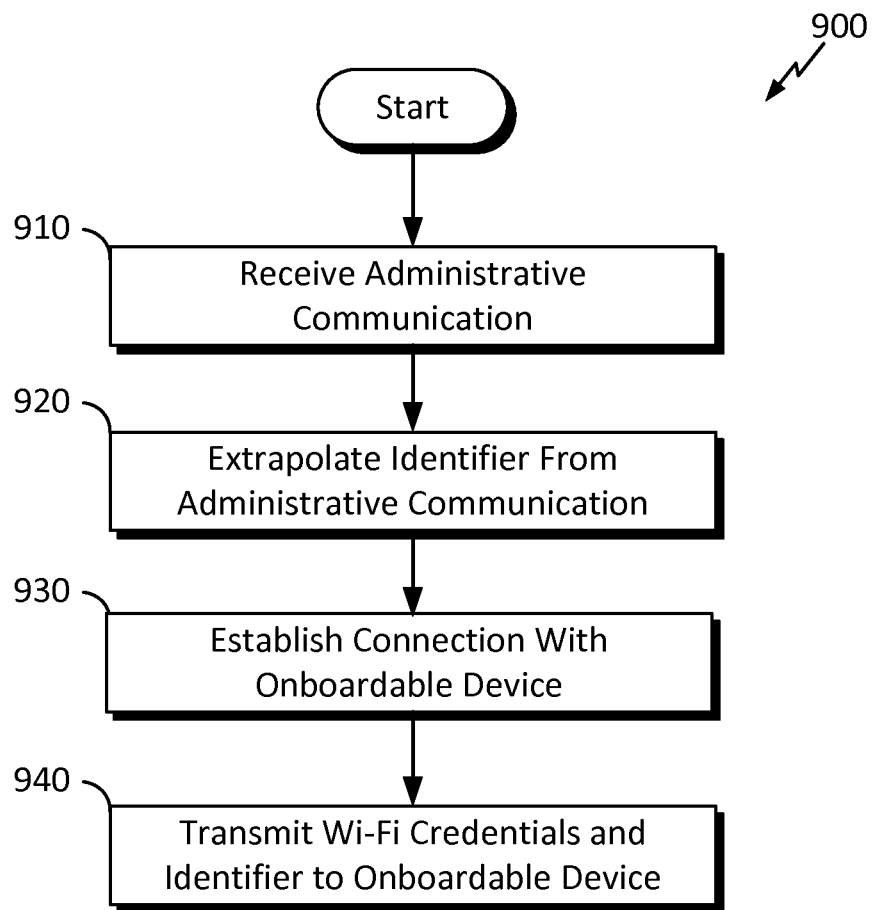 900
Start
910
Receive Administrative
Communication
920
Extrapolate Identifier From
Administrative Communication
930
Establish Connection With
Onboardable Device
940
Transmit Wi-Fi Credentials and
Identifier to Onboardable Device